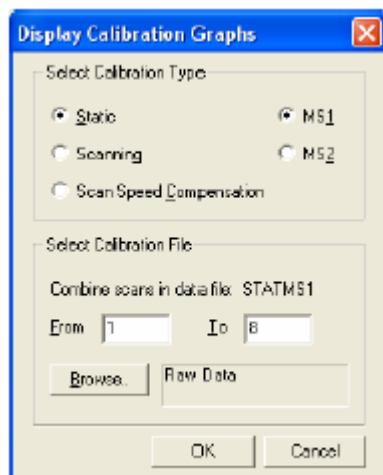 Display Calibration Graphs
Select Calibration Type
Static
MS1
Scanning
MS2
Scan Speed Compensation
Select Calibration File
Combine scans in data file: STATMS1
From 1 To 8
Browse.. Raw Data
OK Cancel